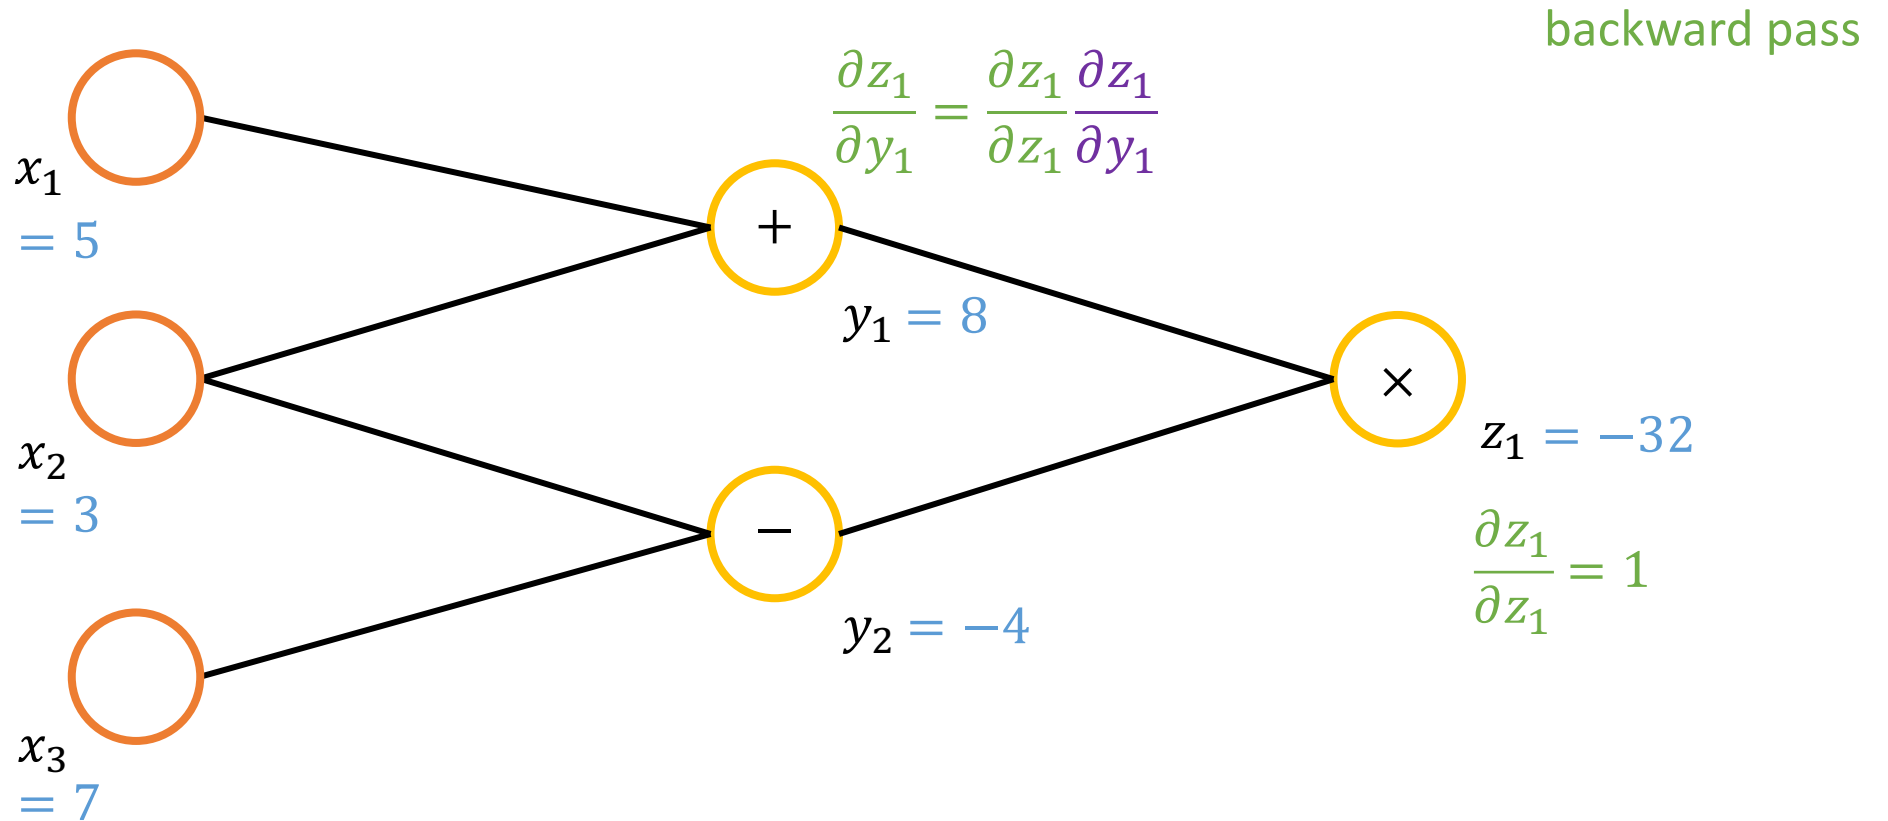 backward pass
∂z₁/∂y₁ = ∂z₁/∂z₁ ∂z₁/∂y₁
x₁
= 5
+
y₁ = 8
x₂
= 3
×
z₁ = −32
−
∂z₁/∂z₁ = 1
y₂ = −4
x₃
= 7